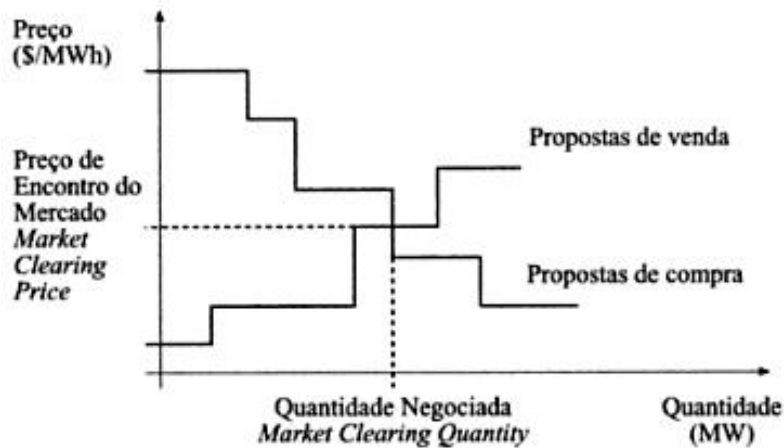 Preço
($/MWh)
Propostas de venda
Preço de
Encontro do
Mercado
Market
Clearing
Price
Propostas de compra
Quantidade Negociada
Market Clearing Quantity
Quantidade
(MW)